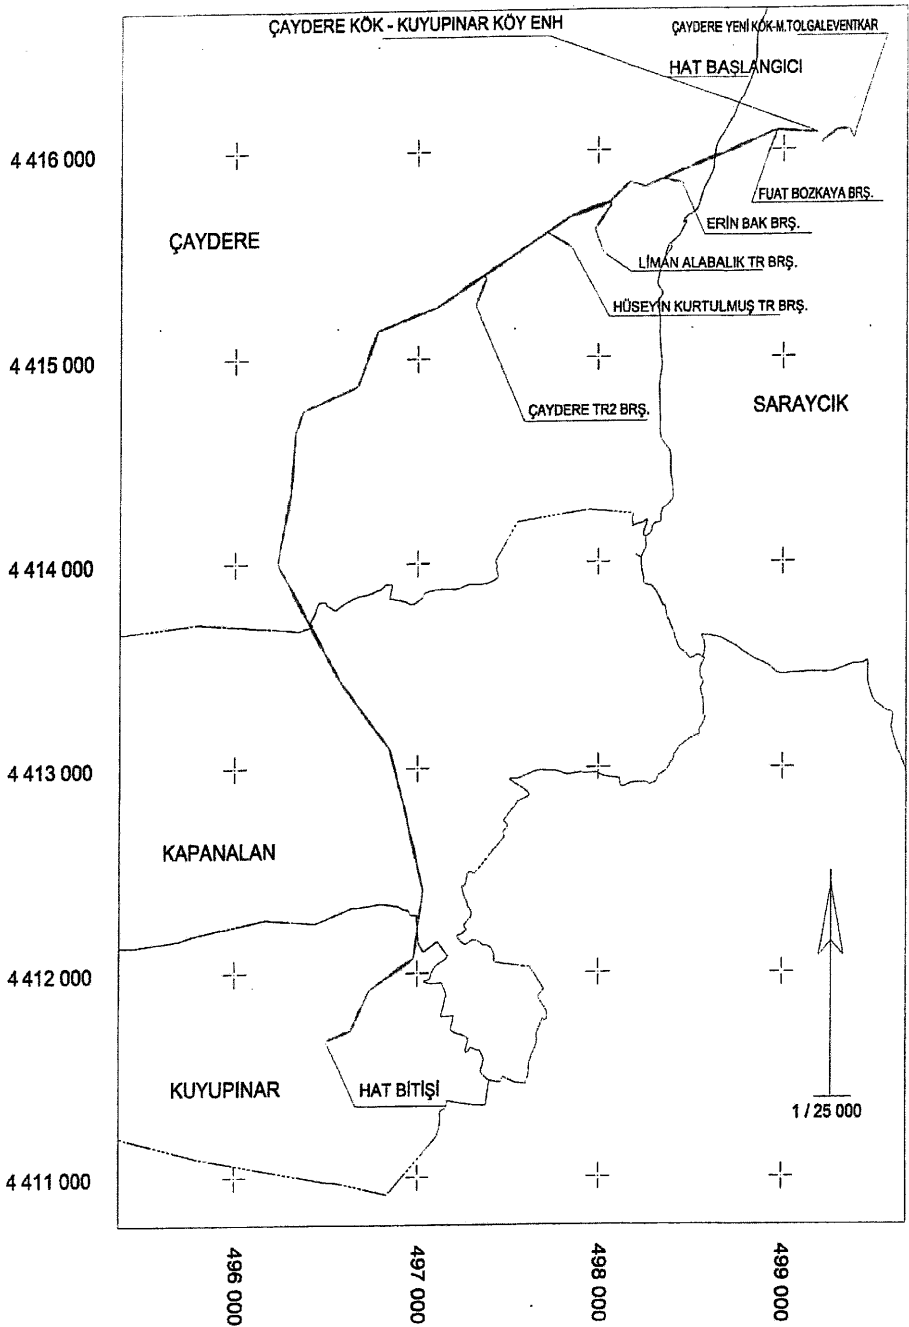 ÇAYDERE KÖK - KUYUPINAR KÖY ENH
ÇAYDERE YENİ KÖK-M.TOLGALEVENTKAR
HAT BAŞLANGICI
4 416 000
FUAT BOZKAYA BRŞ.
ERİN BAK BRŞ.
ÇAYDERE
LİMAN ALABALIK TR BRŞ.
HÜSEYİN KURTULMUŞ TR BRŞ.
4 415 000
ÇAYDERE TR2 BRŞ.
SARAYCIK
4 414 000
4 413 000
KAPANALAN
4 412 000
KUYUPINAR
HAT BİTİŞİ
1 / 25 000
4 411 000
496 000
497 000
498 000
499 000